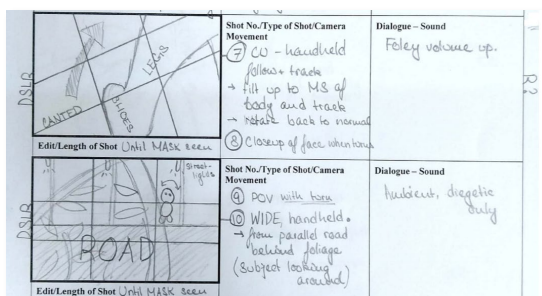 DSLR
CANTED
SHOES
LEGS
Edit/Length of Shot Until MASK seen
Shot No./Type of Shot/Camera
Movement
7 CU - handheld
follow + track
→ tilt up to MS of
body and track
→ rotate back to normal
8 Closeup of face when turns
Dialogue – Sound
Foley volume up.
R2
DSLR
Street-
lights
ROAD
Edit/Length of Shot Until MASK seen
Shot No./Type of Shot/Camera
Movement
9 POV with turn
10 WIDE, handheld.
→ from parallel road
behind foliage
(subject looking
around)
Dialogue – Sound
Ambient, diegetic
only